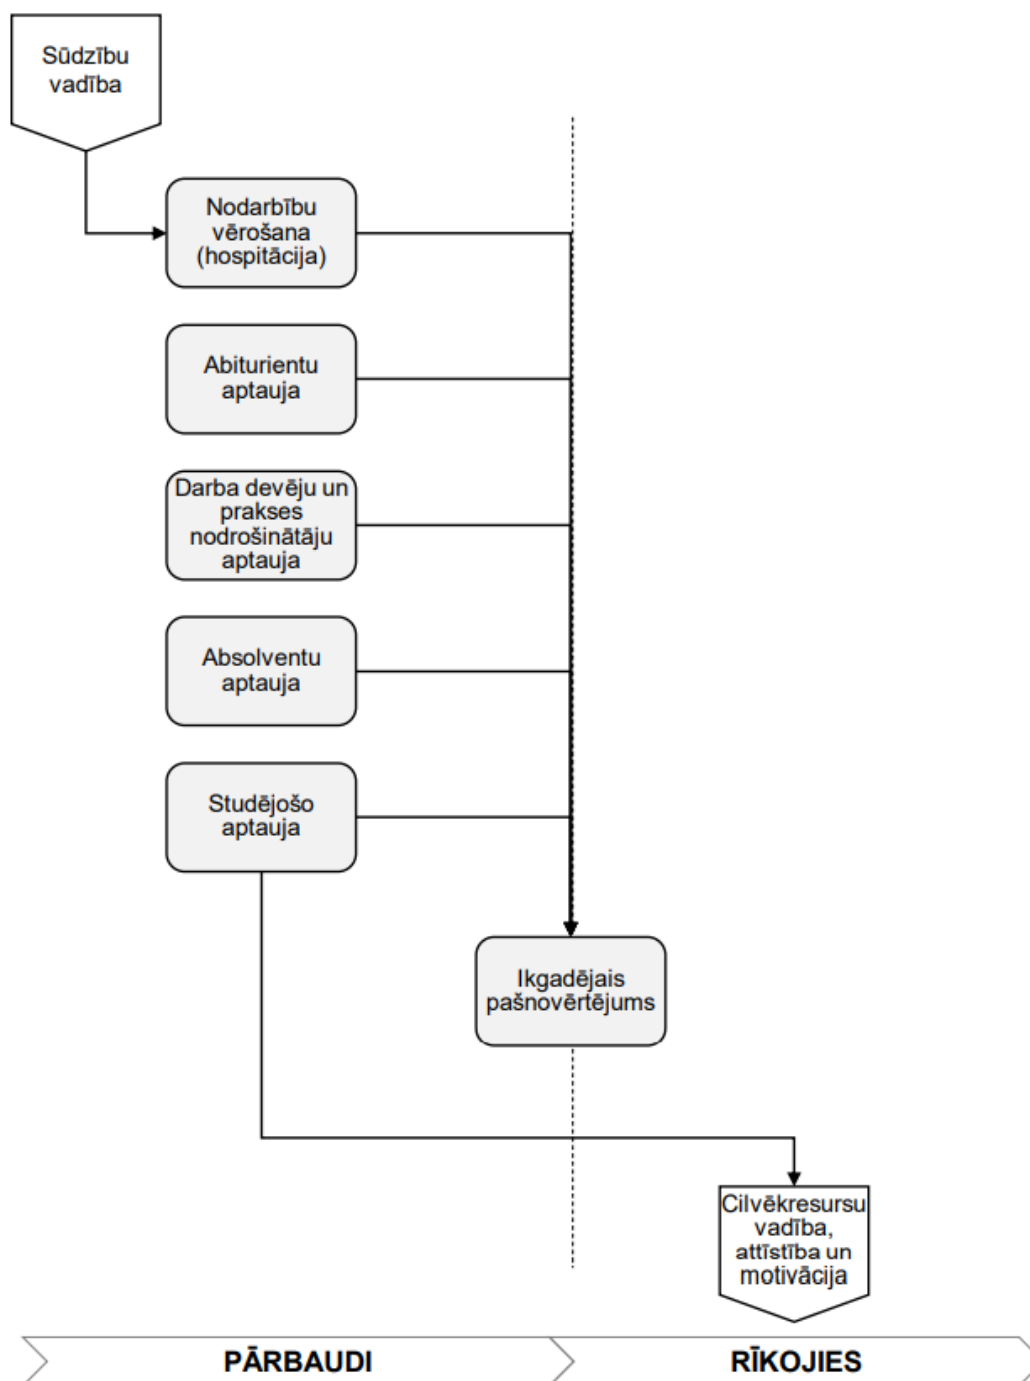 Sūdzību
vadība
Nodarbību
vērošana
(hospitācija)
Abiturientu
aptauja
Darba devēju un
prakses
nodrošinātāju
aptauja
Absolventu
aptauja
Studējošo
aptauja
Ikgadējais
pašnovērtējums
Cilvēkresursu
vadība,
attīstība un
motivācija
PĀRBAUDI
RĪKOJIES